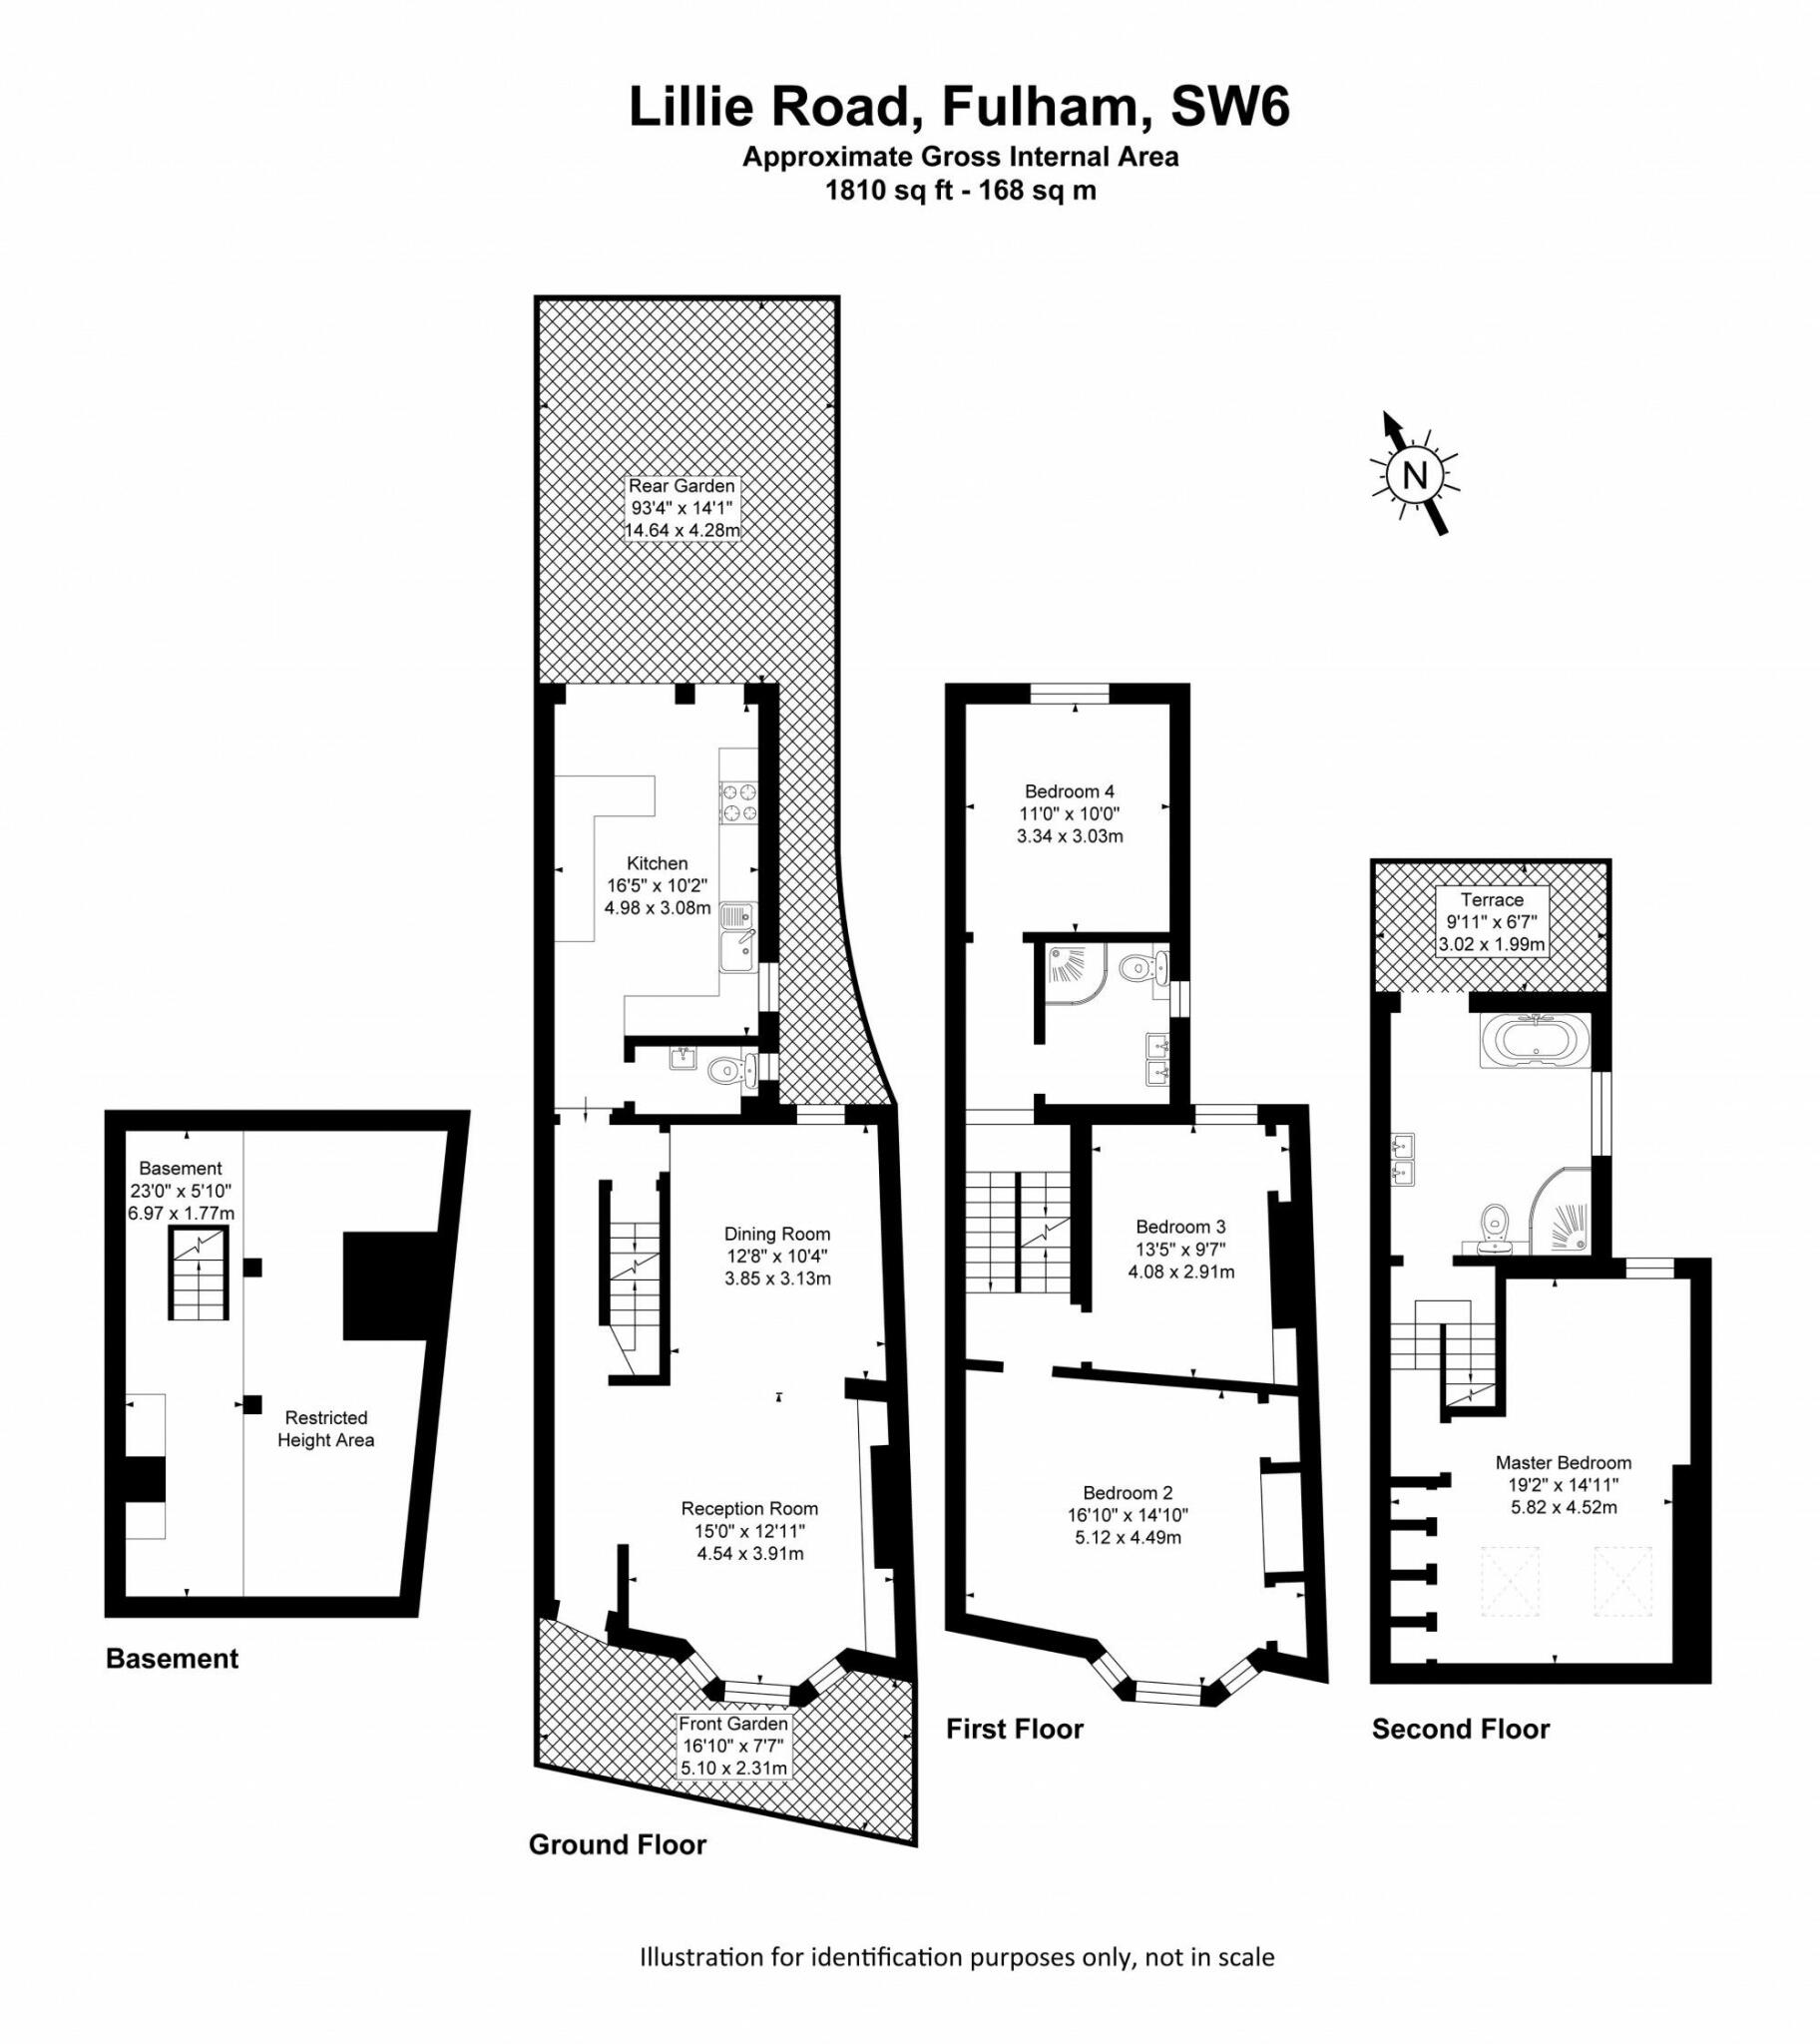 Lillie Road, Fulham, SW6
Approximate Gross Internal Area
1810 sq ft - 168 sq m
N
Rear Garden
93'4" x 14'1"
14.64 x 4.28m
Kitchen
16'5" x 10'2"
4.98 x 3.08m
Dining Room
12'8" x 10'4"
3.85 x 3.13m
Reception Room
15'0" x 12'11"
4.54 x 3.91m
Front Garden
16'10" x 7'7"
5.10 x 2.31m
Ground Floor
Basement
23'0" x 5'10"
6.97 x 1.77m
Restricted
Height Area
Basement
Bedroom 4
11'0" x 10'0"
3.34 x 3.03m
Bedroom 3
13'5" x 9'7"
4.08 x 2.91m
Bedroom 2
16'10" x 14'10"
5.12 x 4.49m
First Floor
Terrace
9'11" x 6'7"
3.02 x 1.99m
Master Bedroom
19'2" x 14'11"
5.82 x 4.52m
Second Floor
Illustration for identification purposes only, not in scale